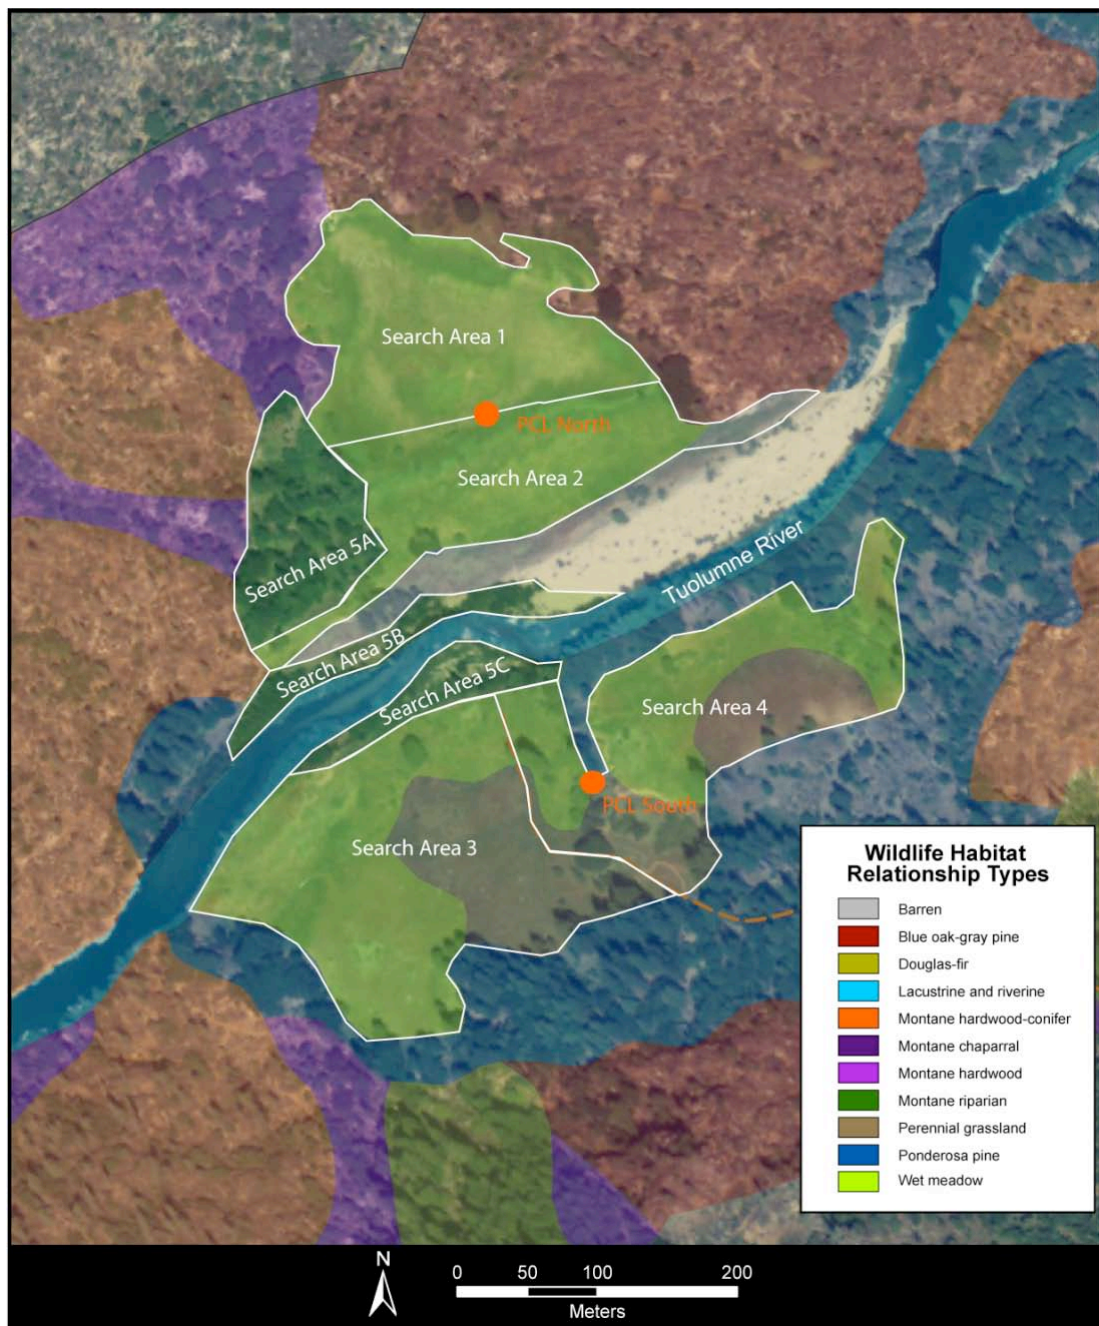 Search Area 1
PCL North
Search Area 2
Search Area 5A
Tuolumne River
Search Area 5B
Search Area 5C
Search Area 4
PCL South
Search Area 3
Wildlife Habitat
Relationship Types
Barren
Blue oak-gray pine
Douglas-fir
Lacustrine and riverine
Montane hardwood-conifer
Montane chaparral
Montane hardwood
Montane riparian
Perennial grassland
Ponderosa pine
Wet meadow
N
0 50 100 200
Meters